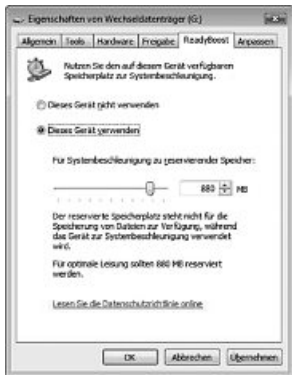 Eigenschaften von Wechseldatenträger (G:)
Allgemein Tools Hardware Freigabe ReadyBoost Anpassen
Nutzen Sie den auf diesem Gerät verfügbaren
Speicherplatz zur Systembeschleunigung.
Dieses Gerät nicht verwenden
Dieses Gerät verwenden
Für Systembeschleunigung zu reservierender Speicher:
880 MB
Der reservierte Speicherplatz steht nicht für die
Speicherung von Dateien zur Verfügung, während
das Gerät zur Systembeschleunigung verwendet
wird.
Für optimale Leisung sollten 880 MB reserviert
werden.
Lesen Sie die Datenschutzrichtlinie online
OK Abbrechen Übernehmen